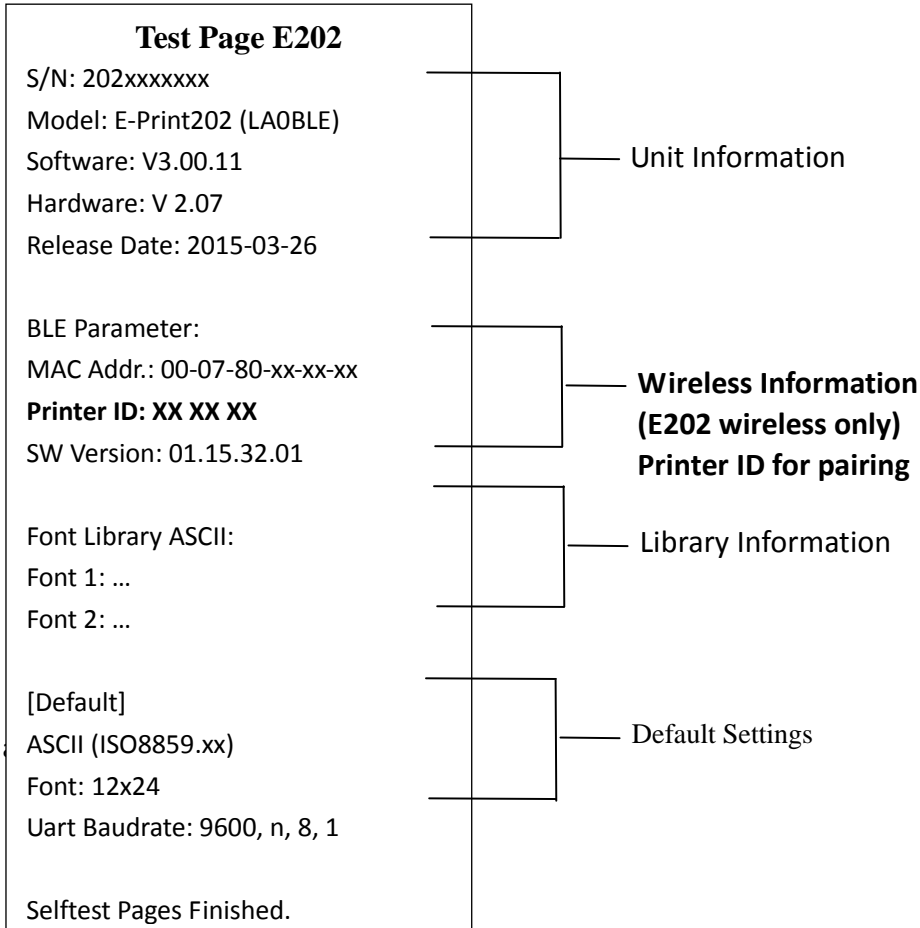 Test Page E202
S/N: 202xxxxxxx
Model: E-Print202 (LA0BLE)
Software: V3.00.11
Hardware: V 2.07
Release Date: 2015-03-26
Unit Information
BLE Parameter:
MAC Addr.: 00-07-80-xx-xx-xx
Printer ID: XX XX XX
SW Version: 01.15.32.01
Wireless Information
(E202 wireless only)
Printer ID for pairing
Font Library ASCII:
Font 1: ...
Font 2: ...
Library Information
[Default]
ASCII (ISO8859.xx)
Font: 12x24
Uart Baudrate: 9600, n, 8, 1
Default Settings
Selftest Pages Finished.